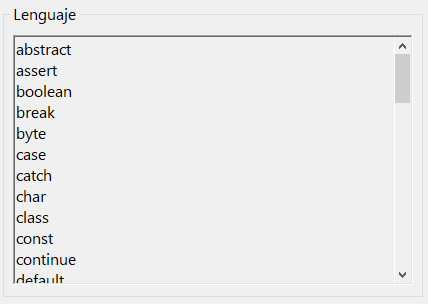 Lenguaje
abstract
assert
boolean
break
byte
case
catch
char
class
const
continue
default